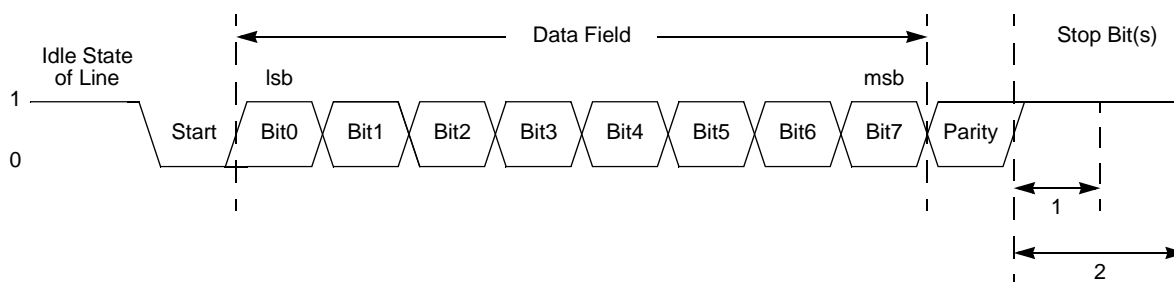 Data Field
Stop Bit(s)
Idle State
of Line
lsb
msb
1
Start
Bit0
Bit1
Bit2
Bit3
Bit4
Bit5
Bit6
Bit7
Parity
0
1
2